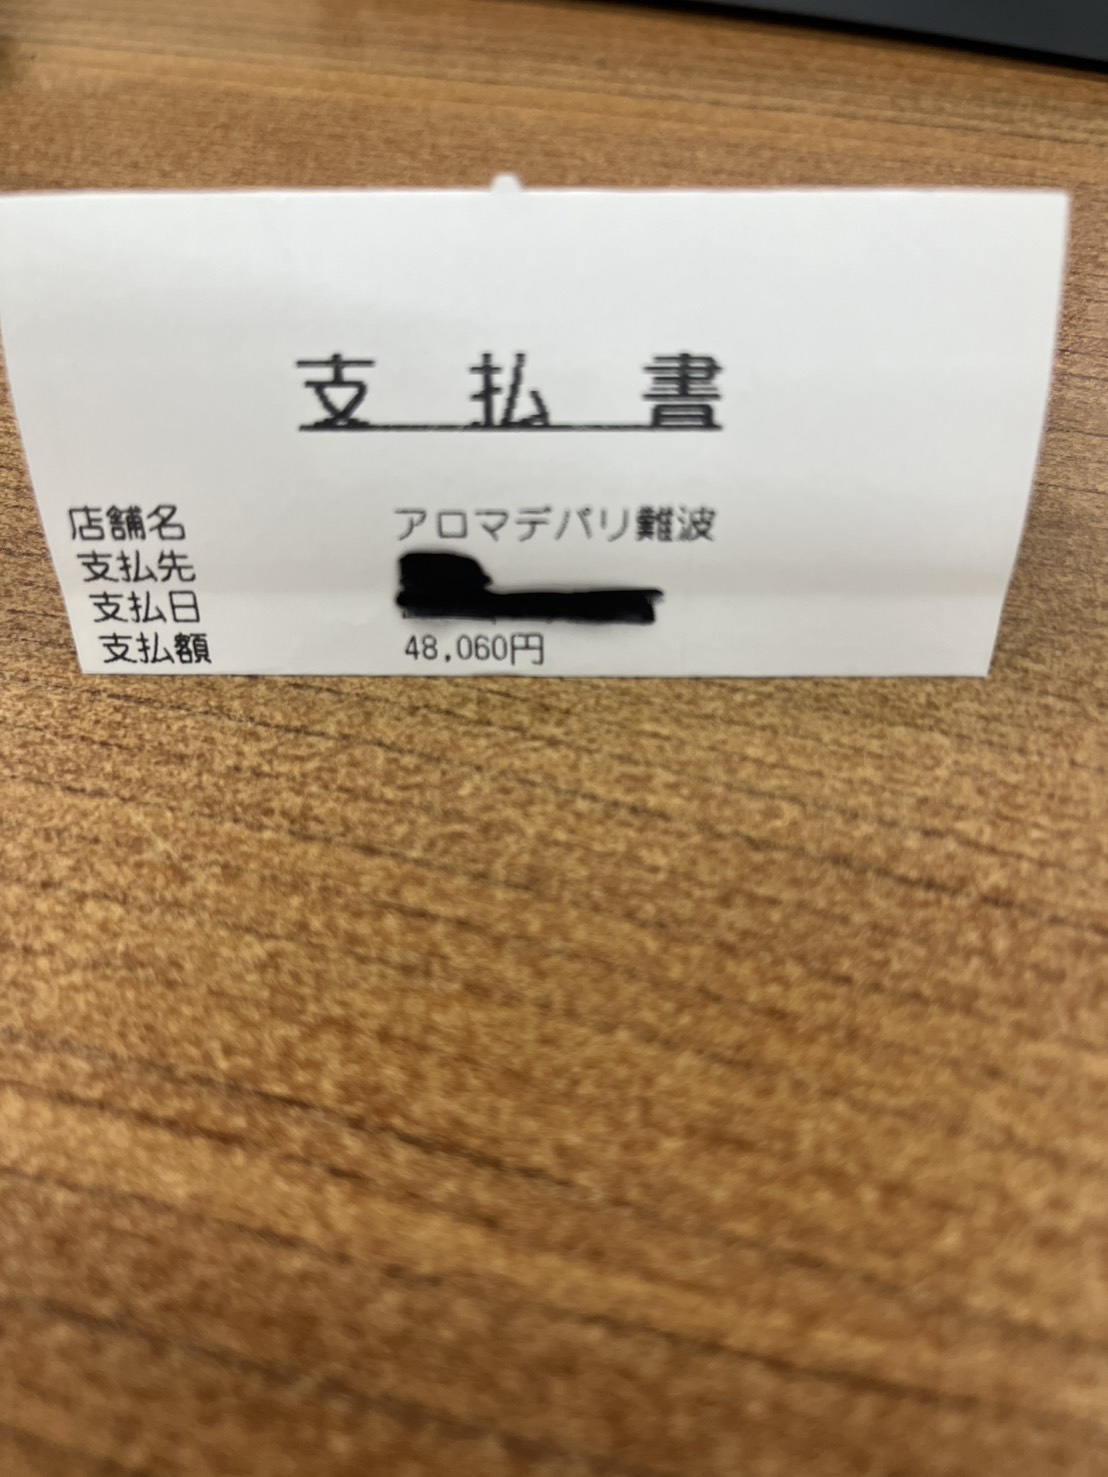 支払書
店舗名 アロマデパリ難波
支払先
支払日
支払額 48,060円